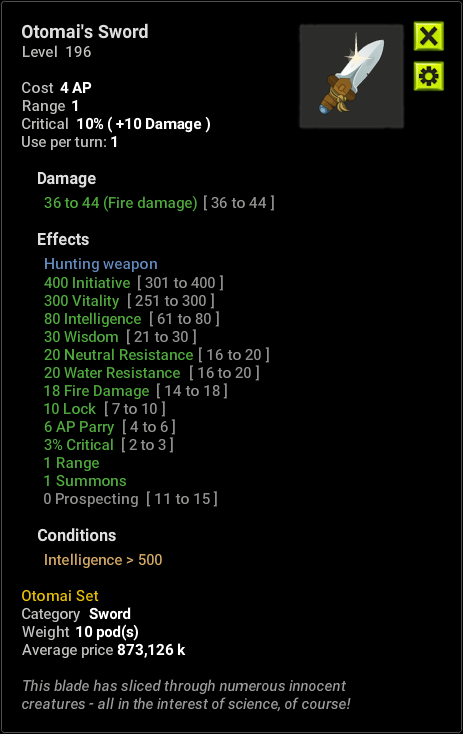 Otomai's Sword
Level 196
Cost 4 AP
Range 1
Critical 10% ( +10 Damage )
Use per turn: 1
Damage
36 to 44 (Fire damage) [ 36 to 44 ]
Effects
Hunting weapon
400 Initiative [ 301 to 400 ]
300 Vitality [ 251 to 300 ]
80 Intelligence [ 61 to 80 ]
30 Wisdom [ 21 to 30 ]
20 Neutral Resistance [ 16 to 20 ]
20 Water Resistance [ 16 to 20 ]
18 Fire Damage [ 14 to 18 ]
10 Lock [ 7 to 10 ]
6 AP Parry [ 4 to 6 ]
3% Critical [ 2 to 3 ]
1 Range
1 Summons
0 Prospecting [ 11 to 15 ]
Conditions
Intelligence > 500
Otomai Set
Category Sword
Weight 10 pod(s)
Average price 873,126 k
This blade has sliced through numerous innocent
creatures - all in the interest of science, of course!